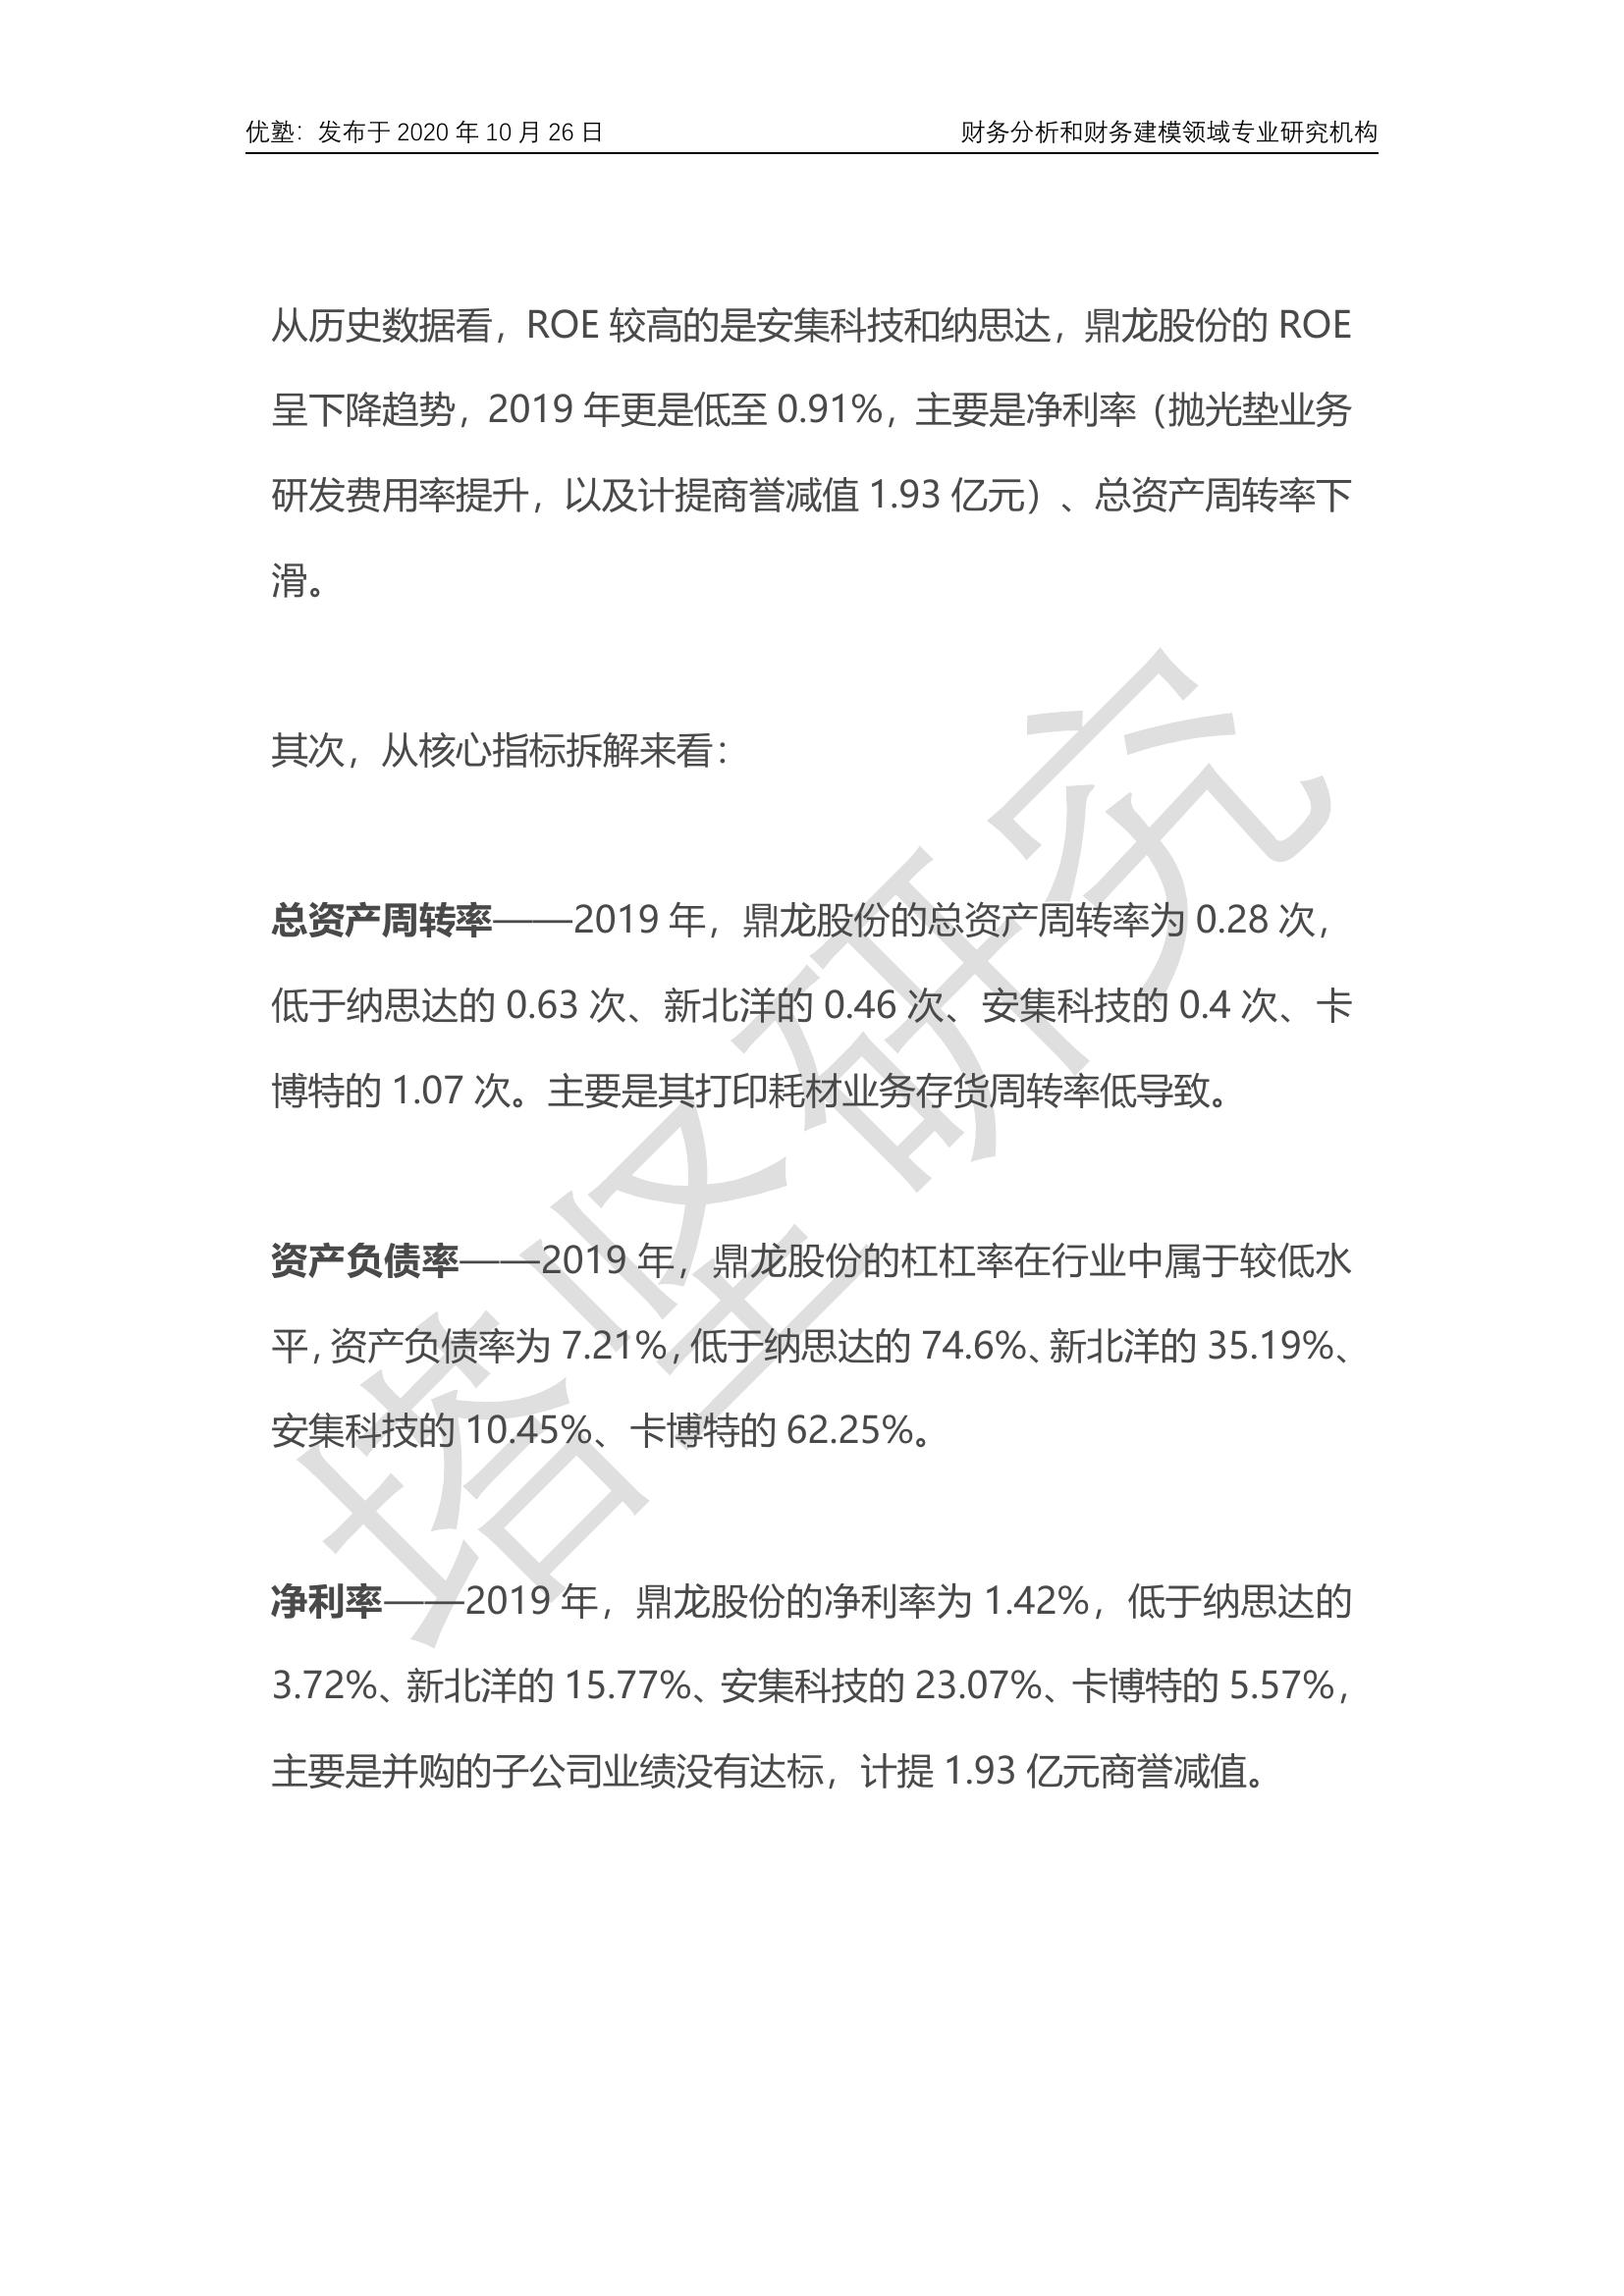 优塾：发布于 2020 年 10 月 26 日 财务分析和财务建模领域专业研究机构
从历史数据看，ROE 较高的是安集科技和纳思达，鼎龙股份的 ROE
呈下降趋势，2019 年更是低至 0.91%，主要是净利率（抛光垫业务
研发费用率提升，以及计提商誉减值 1.93 亿元）、总资产周转率下
滑。
其次，从核心指标拆解来看：
总资产周转率——2019 年，鼎龙股份的总资产周转率为 0.28 次，
低于纳思达的 0.63 次、新北洋的 0.46 次、安集科技的 0.4 次、卡
博特的 1.07 次。主要是其打印耗材业务存货周转率低导致。
资产负债率——2019 年，鼎龙股份的杠杠率在行业中属于较低水
平，资产负债率为 7.21%，低于纳思达的 74.6%、新北洋的 35.19%、
安集科技的 10.45%、卡博特的 62.25%。
净利率——2019 年，鼎龙股份的净利率为 1.42%，低于纳思达的
3.72%、新北洋的 15.77%、安集科技的 23.07%、卡博特的 5.57%，
主要是并购的子公司业绩没有达标，计提 1.93 亿元商誉减值。
塔坚研究